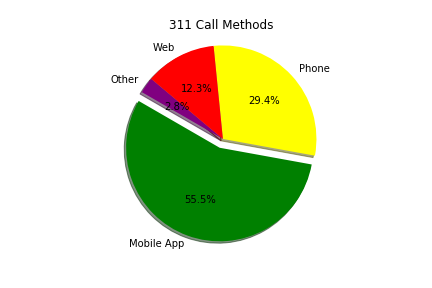 311 Call Methods
Web
Phone
Other
12.3%
29.4%
2.8%
55.5%
Mobile App